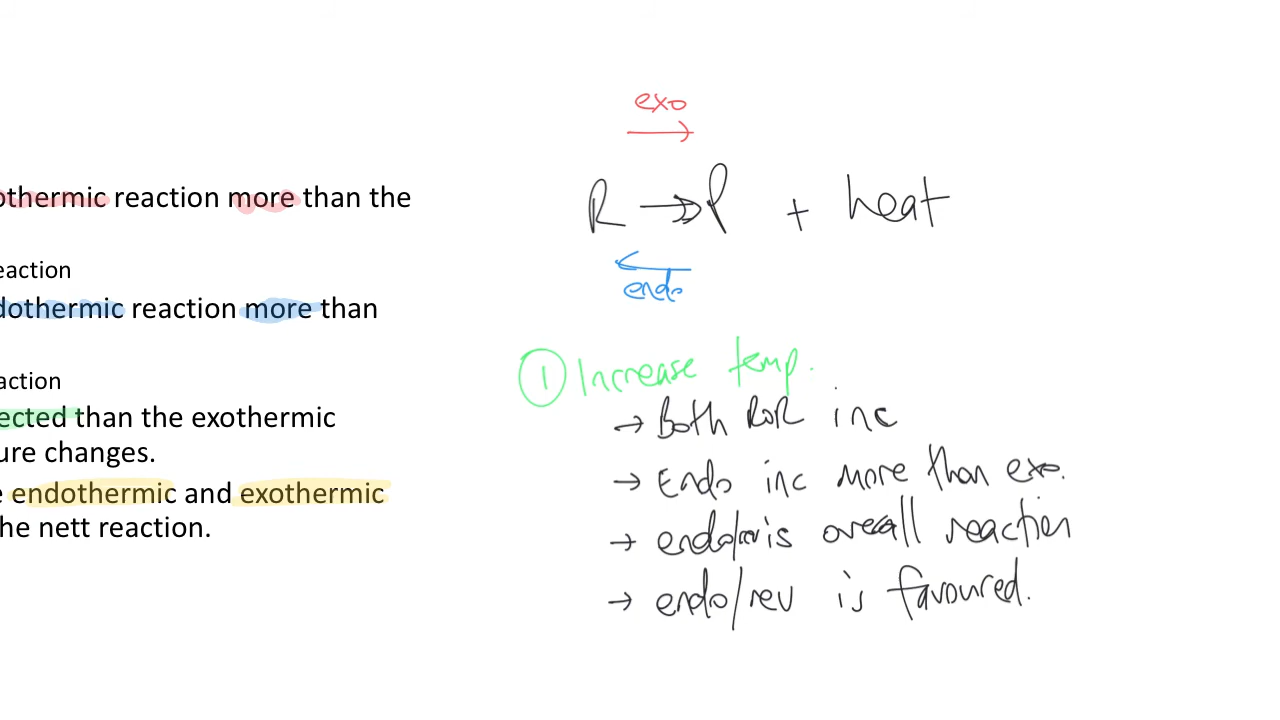 othermic reaction more than the
eaction
dothermic reaction more than
action
ected than the exothermic
ure changes.
e endothermic and exothermic
he nett reaction.
exo
R → P + heat
endo
① Increase temp.
→ Both RoR inc
→ Endo inc more than exo.
→ endo/rev is overall reaction
→ endo/rev is favoured.